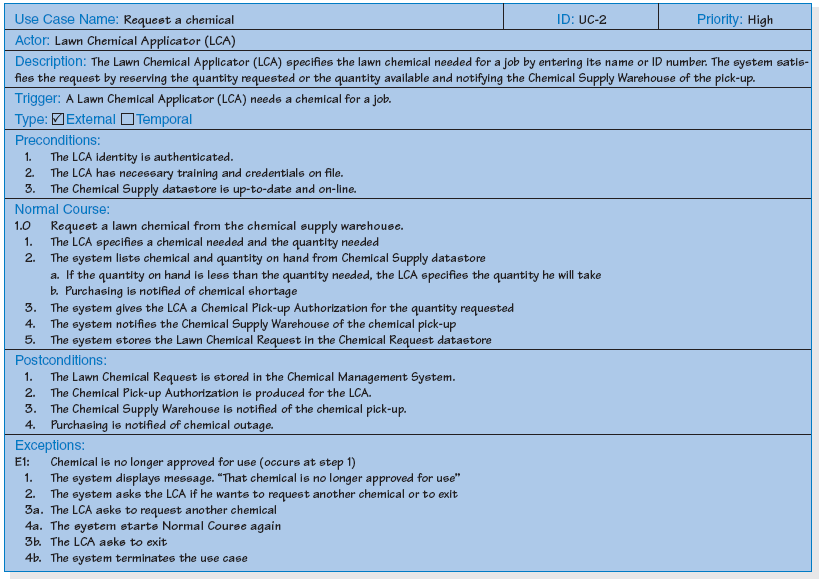 Use Case Name: Request a chemical ID: UC-2 Priority: High
Actor: Lawn Chemical Applicator (LCA)
Description: The Lawn Chemical Applicator (LCA) specifies the lawn chemical needed for a job by entering its name or ID number. The system satis-
fies the request by reserving the quantity requested or the quantity available and notifying the Chemical Supply Warehouse of the pick-up.
Trigger: A Lawn Chemical Applicator (LCA) needs a chemical for a job.
Type: ☑ External ☐ Temporal
Preconditions:
1. The LCA identity is authenticated.
2. The LCA has necessary training and credentials on file.
3. The Chemical Supply datastore is up-to-date and on-line.
Normal Course:
1.0 Request a lawn chemical from the chemical supply warehouse.
1. The LCA specifies a chemical needed and the quantity needed
2. The system lists chemical and quantity on hand from Chemical Supply datastore
a. If the quantity on hand is less than the quantity needed, the LCA specifies the quantity he will take
b. Purchasing is notified of chemical shortage
3. The system gives the LCA a Chemical Pick-up Authorization for the quantity requested
4. The system notifies the Chemical Supply Warehouse of the chemical pick-up
5. The system stores the Lawn Chemical Request in the Chemical Request datastore
Postconditions:
1. The Lawn Chemical Request is stored in the Chemical Management System.
2. The Chemical Pick-up Authorization is produced for the LCA.
3. The Chemical Supply Warehouse is notified of the chemical pick-up.
4. Purchasing is notified of chemical outage.
Exceptions:
E1: Chemical is no longer approved for use (occurs at step 1)
1. The system displays message. "That chemical is no longer approved for use"
2. The system asks the LCA if he wants to request another chemical or to exit
3a. The LCA asks to request another chemical
4a. The system starts Normal Course again
3b. The LCA asks to exit
4b. The system terminates the use case